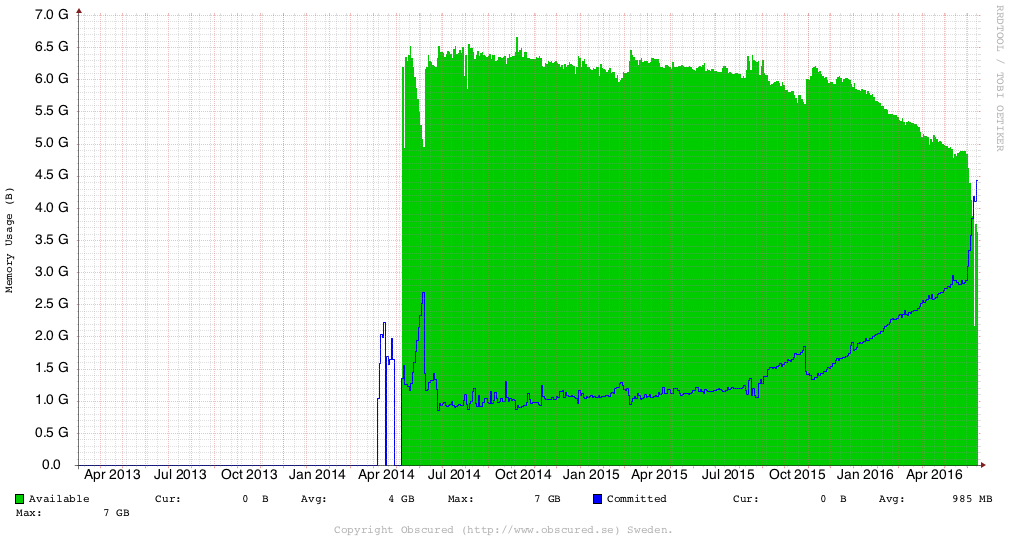 RRDTOOL / TOBI OETIKER
Memory Usage (B)
7.0 G
6.5 G
6.0 G
5.5 G
5.0 G
4.5 G
4.0 G
3.5 G
3.0 G
2.5 G
2.0 G
1.5 G
1.0 G
0.5 G
0.0
Apr 2013 Jul 2013 Oct 2013 Jan 2014 Apr 2014 Jul 2014 Oct 2014 Jan 2015 Apr 2015 Jul 2015 Oct 2015 Jan 2016 Apr 2016
Available Cur: 0 B Avg: 4 GB Max: 7 GB Committed Cur: 0 B Avg: 985 MB
Max: 7 GB
Copyright Obscured (http://www.obscured.se) Sweden.